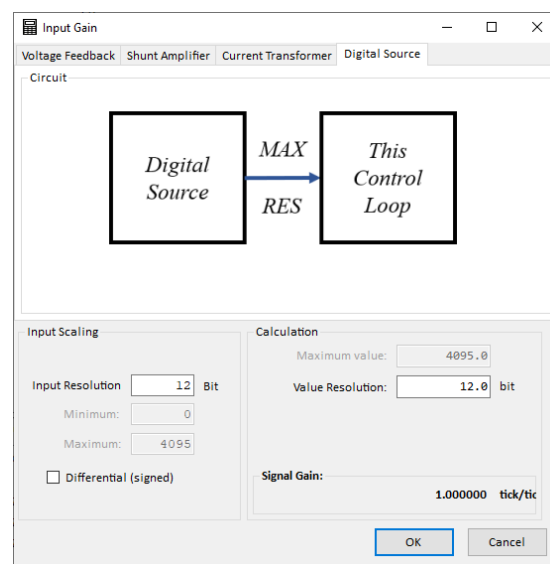 Input Gain
Voltage Feedback Shunt Amplifier Current Transformer Digital Source
Circuit
Digital Source
MAX
RES
This Control Loop
Input Scaling
Input Resolution 12 Bit
Minimum: 0
Maximum: 4095
Differential (signed)
Calculation
Maximum value: 4095.0
Value Resolution: 12.0 bit
Signal Gain:
1.000000 tick/tic
OK Cancel